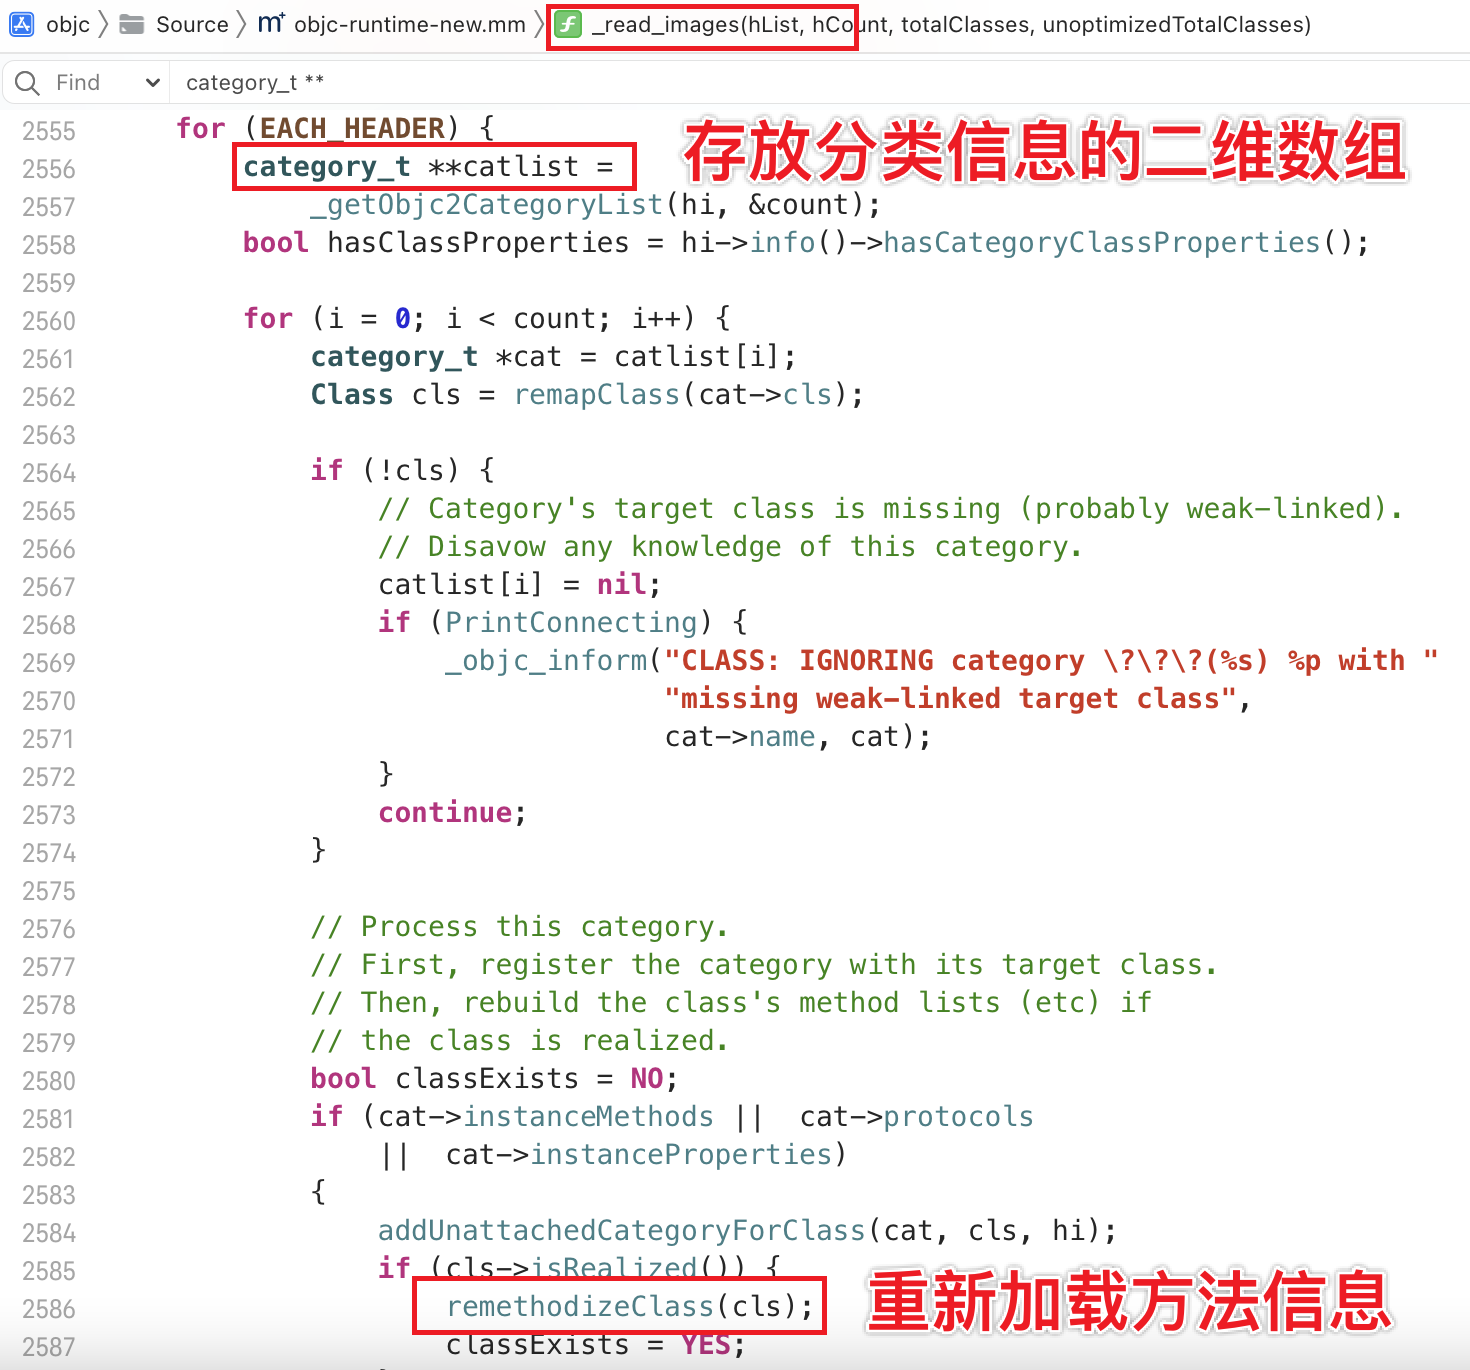 objc 〉 Source 〉 m⁺ objc-runtime-new.mm 〉 f _read_images(hList, hCount, totalClasses, unoptimizedTotalClasses)
Find category_t **
2555 for (EACH_HEADER) { 存放分类信息的二维数组
2556 category_t **catlist =
2557 _getObjc2CategoryList(hi, &count);
2558 bool hasClassProperties = hi->info()->hasCategoryClassProperties();
2559
2560 for (i = 0; i < count; i++) {
2561 category_t *cat = catlist[i];
2562 Class cls = remapClass(cat->cls);
2563
2564 if (!cls) {
2565 // Category's target class is missing (probably weak-linked).
2566 // Disavow any knowledge of this category.
2567 catlist[i] = nil;
2568 if (PrintConnecting) {
2569 _objc_inform("CLASS: IGNORING category \?\?\?(%s) %p with "
2570 "missing weak-linked target class",
2571 cat->name, cat);
2572 }
2573 continue;
2574 }
2575
2576 // Process this category.
2577 // First, register the category with its target class.
2578 // Then, rebuild the class's method lists (etc) if
2579 // the class is realized.
2580 bool classExists = NO;
2581 if (cat->instanceMethods || cat->protocols
2582 || cat->instanceProperties)
2583 {
2584 addUnattachedCategoryForClass(cat, cls, hi);
2585 if (cls->isRealized()) {
2586 remethodizeClass(cls); 重新加载方法信息
2587 classExists = YES;